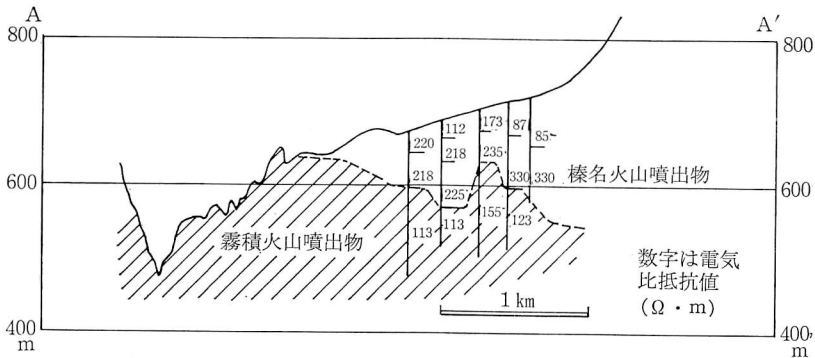 A
A′
800
800
600
600
400
m
400
m
220
218
113
112
218
225
113
173
235
155
87
330
123
85
330
榛名火山噴出物
霧積火山噴出物
数字は電気
比抵抗値
(Ω・m)
1 km